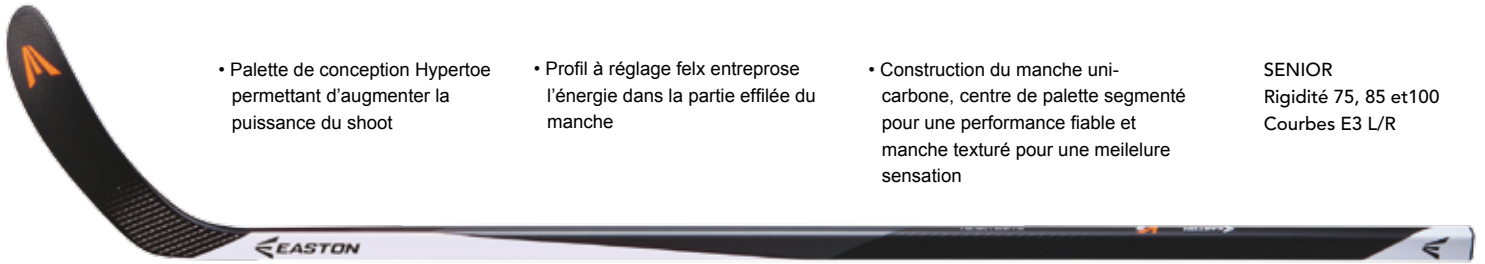 • Palette de conception Hypertoe
permettant d'augmenter la
puissance du shoot
• Profil à réglage felx entreprose
l'énergie dans la partie effilée du
manche
• Construction du manche uni-
carbone, centre de palette segmenté
pour une performance fiable et
manche texturé pour une meilelure
sensation
SENIOR
Rigidité 75, 85 et100
Courbes E3 L/R
EASTON